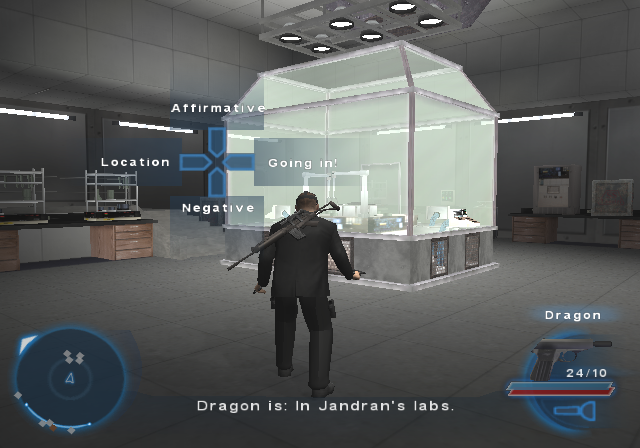 Affirmative
Location
Going in!
Negative
Dragon
24/10
Dragon is: In Jandran's labs.